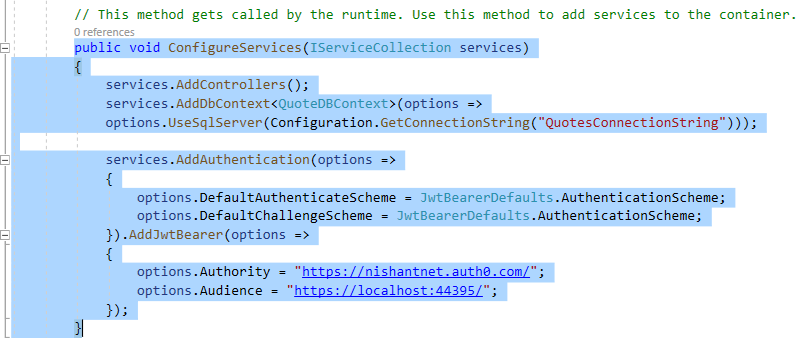 // This method gets called by the runtime. Use this method to add services to the container.
0 references
public void ConfigureServices(IServiceCollection services)
{
    services.AddControllers();
    services.AddDbContext<QuoteDBContext>(options =>
    options.UseSqlServer(Configuration.GetConnectionString("QuotesConnectionString")));

    services.AddAuthentication(options =>
    {
        options.DefaultAuthenticateScheme = JwtBearerDefaults.AuthenticationScheme;
        options.DefaultChallengeScheme = JwtBearerDefaults.AuthenticationScheme;
    }).AddJwtBearer(options =>
    {
        options.Authority = "https://nishantnet.auth0.com/";
        options.Audience = "https://localhost:44395/";
    });
}